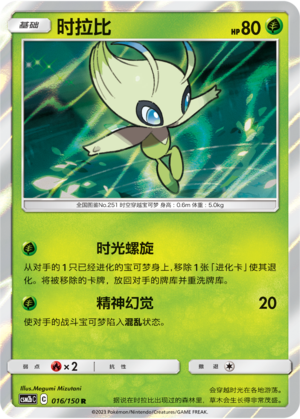 基础 时拉比 HP80
全国图鉴No.251 时空穿越宝可梦 身高：0.6m 体重：5.0kg
时光螺旋
从对手的1只已经进化的宝可梦身上，移除1张「进化卡」使其退
化。将被移除的卡牌，放回对手的牌库并重洗牌库。
精神幻觉 20
使对手的战斗宝可梦陷入混乱状态。
弱点 ×2 抗性 撤退
Illus.Megumi Mizutani
CSM2b C C 016/150 R
会穿越时光在各地游荡。
据说在时拉比出现过的森林里，草木会生长得非常茂盛。
©2023 Pokémon/Nintendo/Creatures/GAME FREAK.